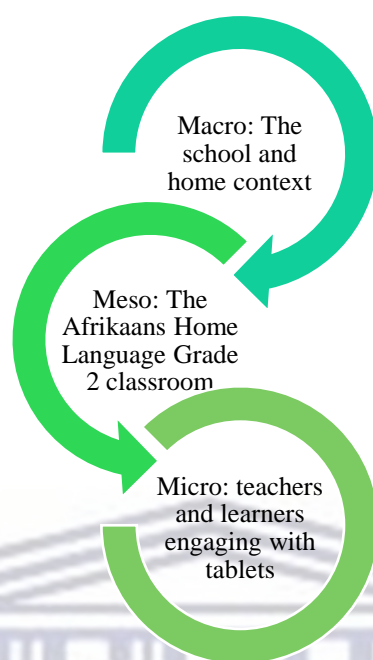 Macro: The
school and
home context
Meso: The
Afrikaans Home
Language Grade
2 classroom
Micro: teachers
and learners
engaging with
tablets